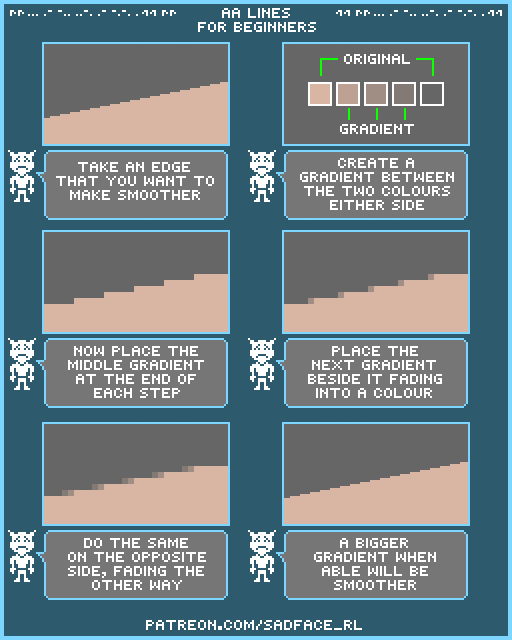 AA LINES
FOR BEGINNERS
ORIGINAL
GRADIENT
TAKE AN EDGE
THAT YOU WANT TO
MAKE SMOOTHER
CREATE A
GRADIENT BETWEEN
THE TWO COLOURS
EITHER SIDE
NOW PLACE THE
MIDDLE GRADIENT
AT THE END OF
EACH STEP
PLACE THE
NEXT GRADIENT
BESIDE IT FADING
INTO A COLOUR
DO THE SAME
ON THE OPPOSITE
SIDE, FADING THE
OTHER WAY
A BIGGER
GRADIENT WHEN
ABLE WILL BE
SMOOTHER
PATREON.COM/SADFACE_RL